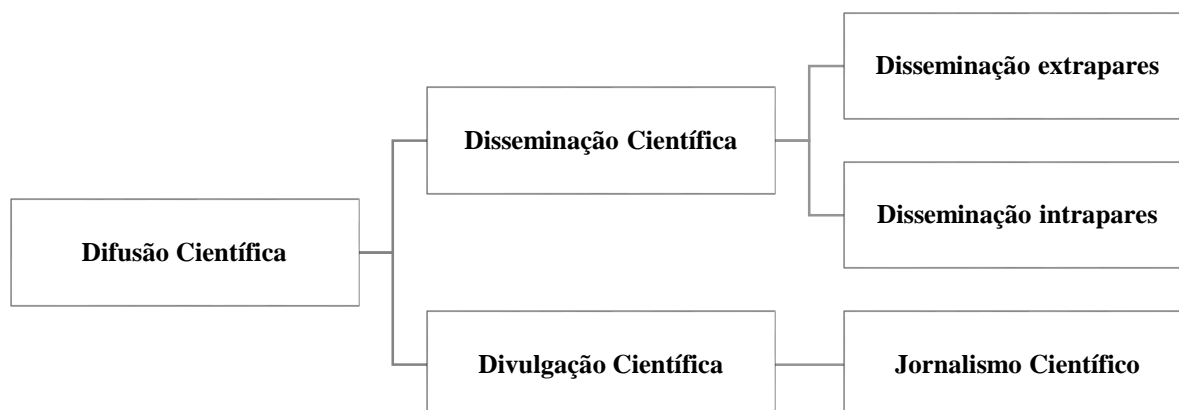 Difusão Científica
Disseminação Científica
Disseminação extrapares
Disseminação intrapares
Divulgação Científica
Jornalismo Científico